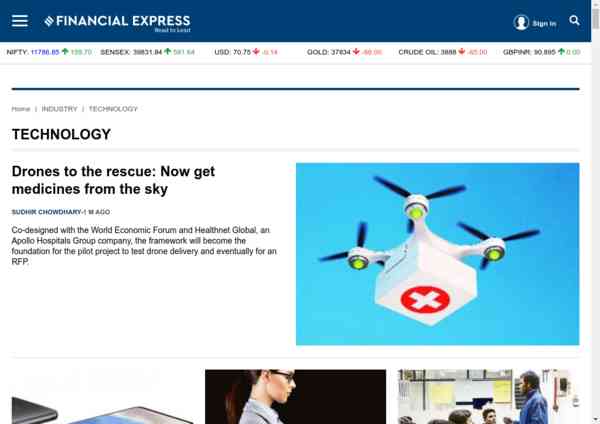 FINANCIAL EXPRESS
Read to Lead
Sign In
NIFTY: 11786.85 159.70 SENSEX: 39831.84 581.64 USD: 70.75 -0.14 GOLD: 37834 -88.00 CRUDE OIL: 3888 -65.00 GBPINR: 90.895 0.00
Home | INDUSTRY | TECHNOLOGY
TECHNOLOGY
Drones to the rescue: Now get
medicines from the sky
SUDHIR CHOWDHARY-1 M AGO
Co-designed with the World Economic Forum and Healthnet Global, an
Apollo Hospitals Group company, the framework will become the
foundation for the pilot project to test drone delivery and eventually for an
RFP.